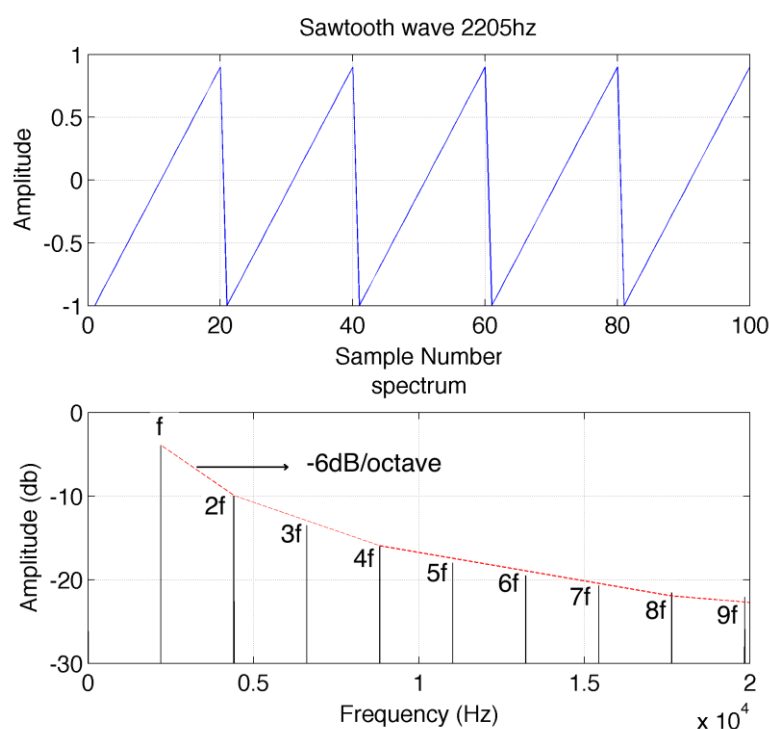 Sawtooth wave 2205hz
1
0.5
0
-0.5
-1
Amplitude
0 20 40 60 80 100
Sample Number
spectrum
0
-10
-20
-30
Amplitude (db)
f
-6dB/octave
2f
3f
4f
5f
6f
7f
8f
9f
0 0.5 1 1.5 2
Frequency (Hz)
x 10^4